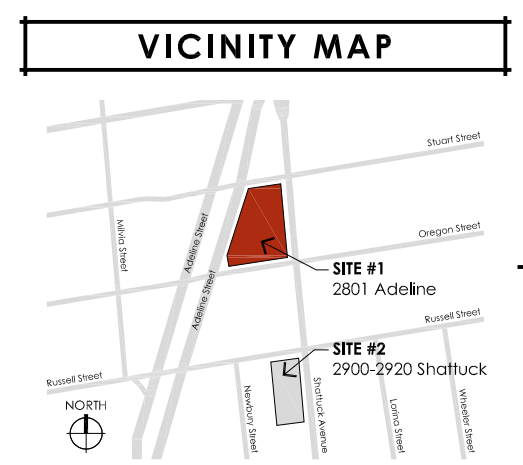 VICINITY MAP
Stuart Street
Milvia Street
Adeline Street
Oregon Street
Adeline Street
SITE #1
2801 Adeline
Russell Street
SITE #2
2900-2920 Shattuck
Russell Street
NORTH
Newbury Street
Shattuck Avenue
Lorina Street
Wheeler Street